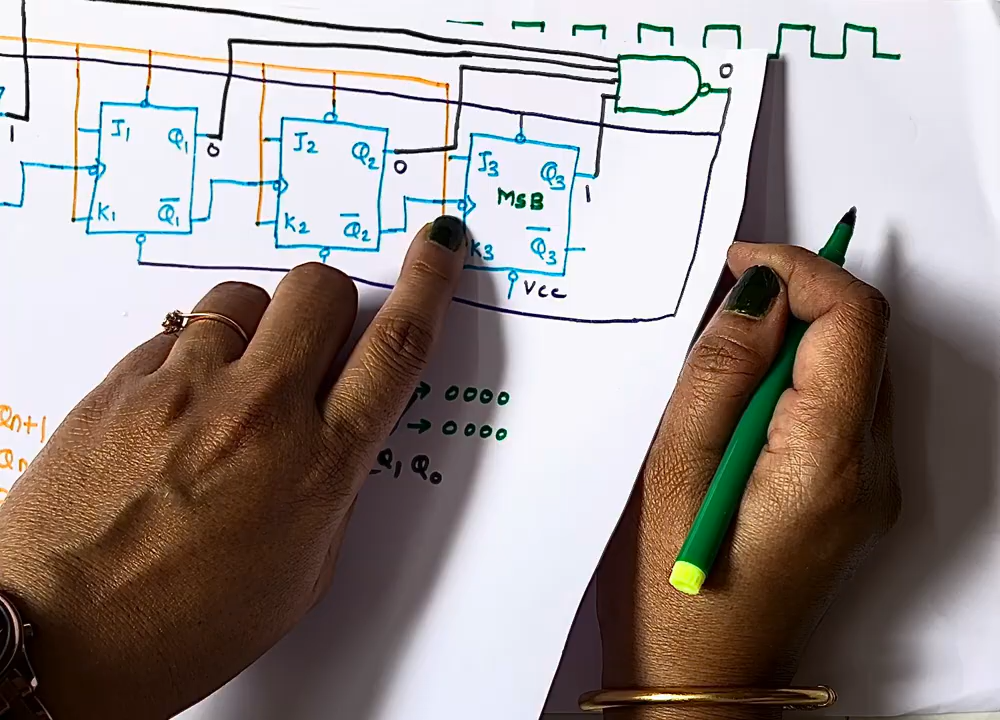 J1 Q1 J2 Q2 J3 Q3
1 0 0 1 0
MSB
K1 Q̅1 K2 Q̅2 K3 Q̅3
Vcc
→ 0000
Qn+1 → 0000
Q1 Q0